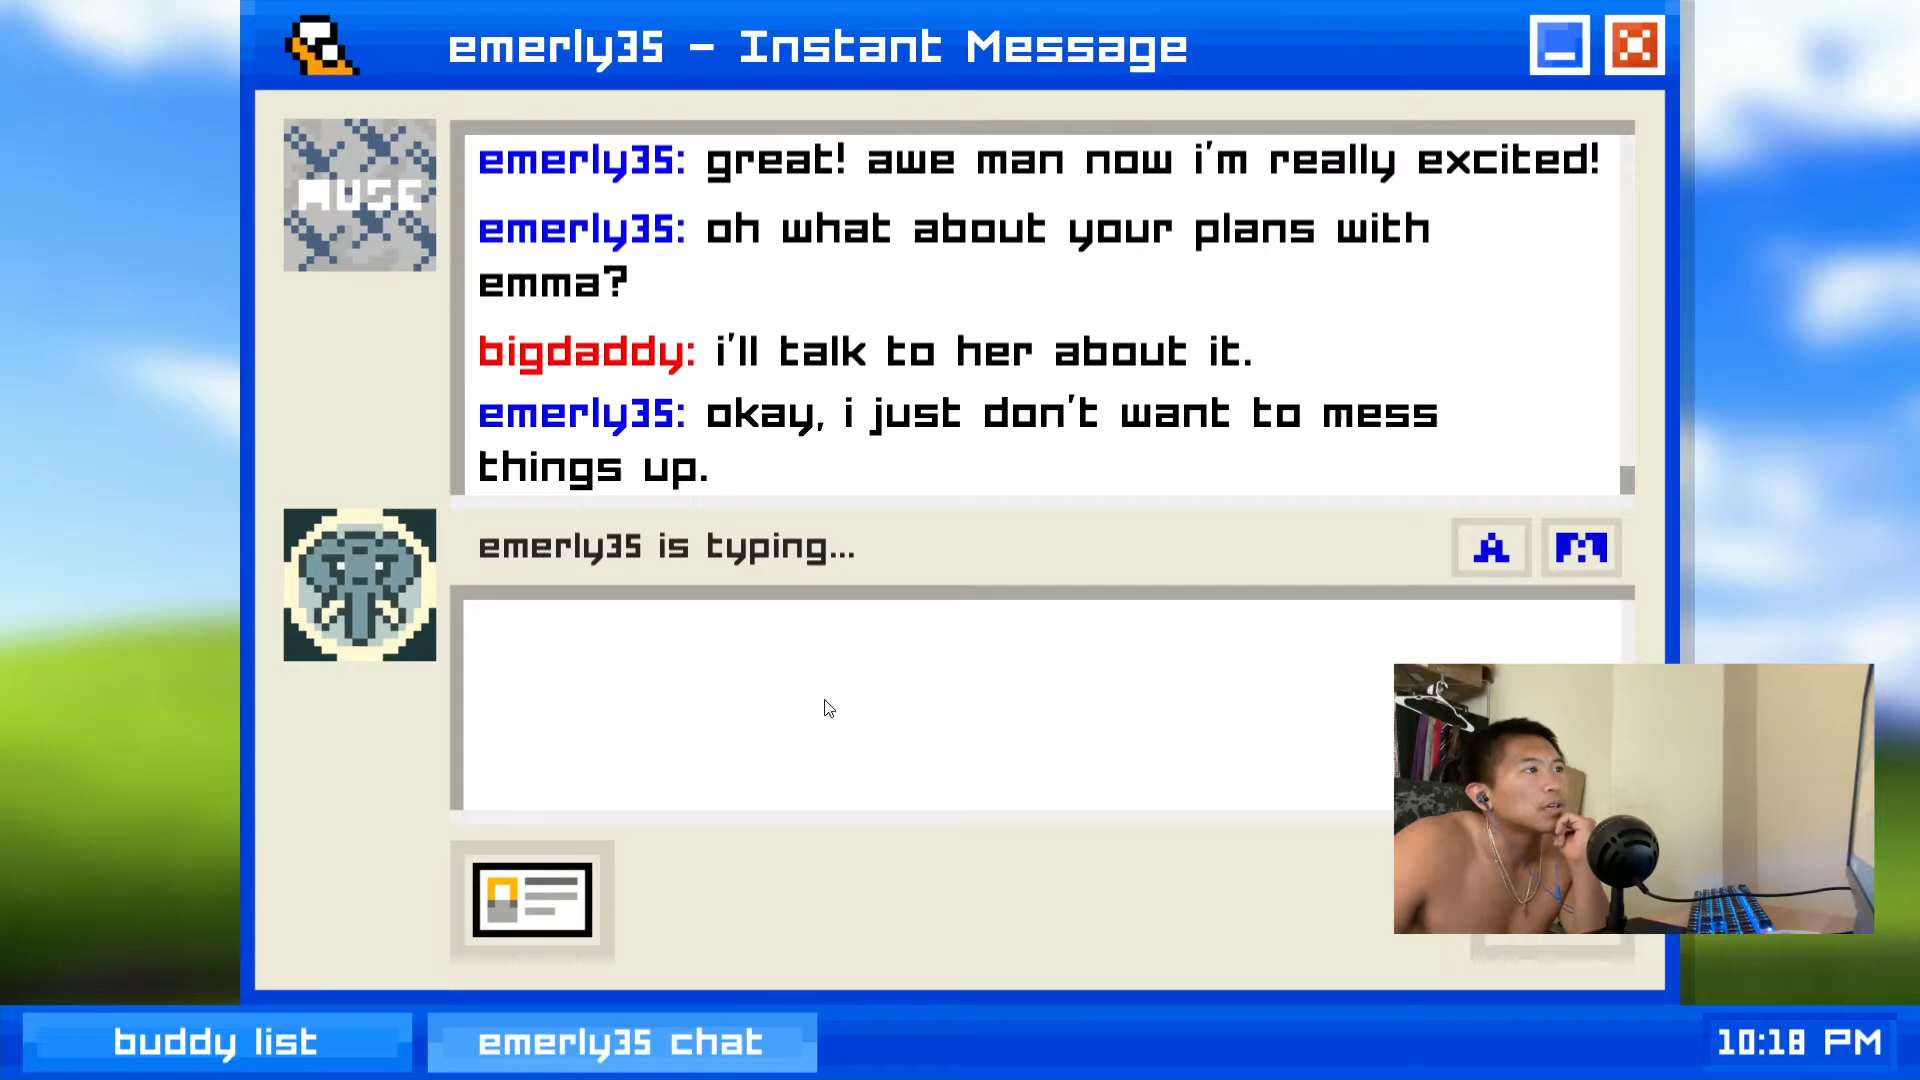 emerly35 - Instant Message
MUSE
emerly35: great! awe man now i'm really excited!
emerly35: oh what about your plans with
emma?
bigdaddy: i'll talk to her about it.
emerly35: okay, i just don't want to mess
things up.
emerly35 is typing...
A
buddy list
emerly35 chat
10:18 PM